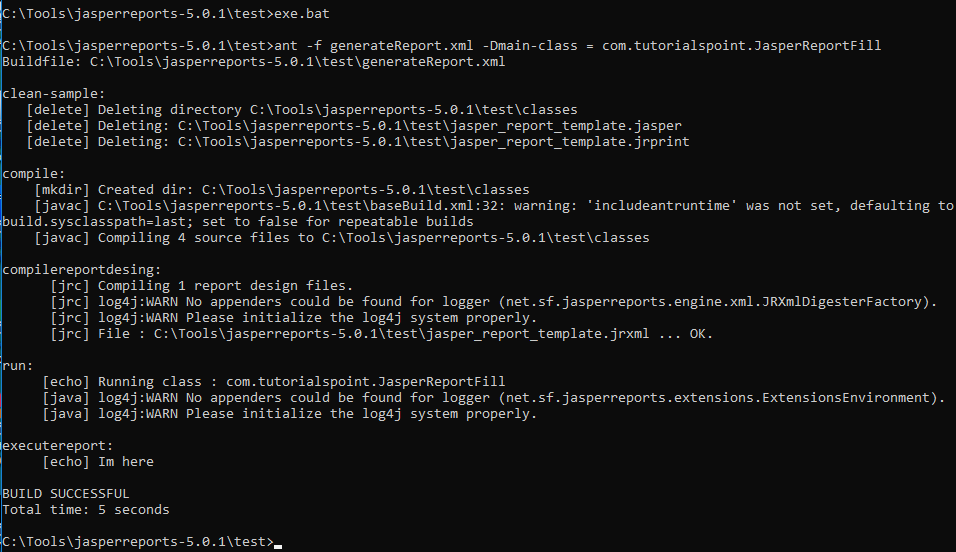 C:\Tools\jasperreports-5.0.1\test>exe.bat
C:\Tools\jasperreports-5.0.1\test>ant -f generateReport.xml -Dmain-class = com.tutorialspoint.JasperReportFill
Buildfile: C:\Tools\jasperreports-5.0.1\test\generateReport.xml
clean-sample:
[delete] Deleting directory C:\Tools\jasperreports-5.0.1\test\classes
[delete] Deleting: C:\Tools\jasperreports-5.0.1\test\jasper_report_template.jasper
[delete] Deleting: C:\Tools\jasperreports-5.0.1\test\jasper_report_template.jrprint
compile:
[mkdir] Created dir: C:\Tools\jasperreports-5.0.1\test\classes
[javac] C:\Tools\jasperreports-5.0.1\test\baseBuild.xml:32: warning: 'includeantruntime' was not set, defaulting to
build.sysclasspath=last; set to false for repeatable builds
[javac] Compiling 4 source files to C:\Tools\jasperreports-5.0.1\test\classes
compilereportdesing:
[jrc] Compiling 1 report design files.
[jrc] log4j:WARN No appenders could be found for logger (net.sf.jasperreports.engine.xml.JRXmlDigesterFactory).
[jrc] log4j:WARN Please initialize the log4j system properly.
[jrc] File : C:\Tools\jasperreports-5.0.1\test\jasper_report_template.jrxml ... OK.
run:
[echo] Running class : com.tutorialspoint.JasperReportFill
[java] log4j:WARN No appenders could be found for logger (net.sf.jasperreports.extensions.ExtensionsEnvironment).
[java] log4j:WARN Please initialize the log4j system properly.
executereport:
[echo] Im here
BUILD SUCCESSFUL
Total time: 5 seconds
C:\Tools\jasperreports-5.0.1\test>